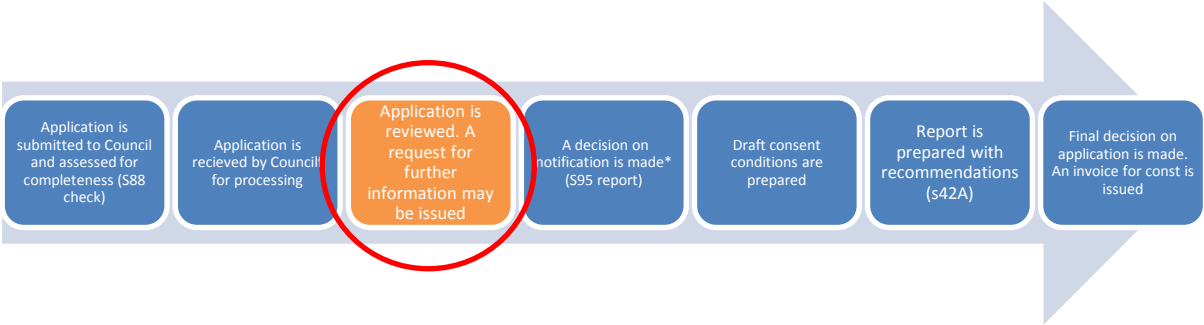 Application is
submitted to Council
and assessed for
completeness (S88
check)
Application is
recieved by Council
for processing
Application is
reviewed. A
request for
further
information may
be issued
A decision on
notification is made*
(S95 report)
Draft consent
conditions are
prepared
Report is
prepared with
recommendations
(s42A)
Final decision on
application is made.
An invoice for const is
issued